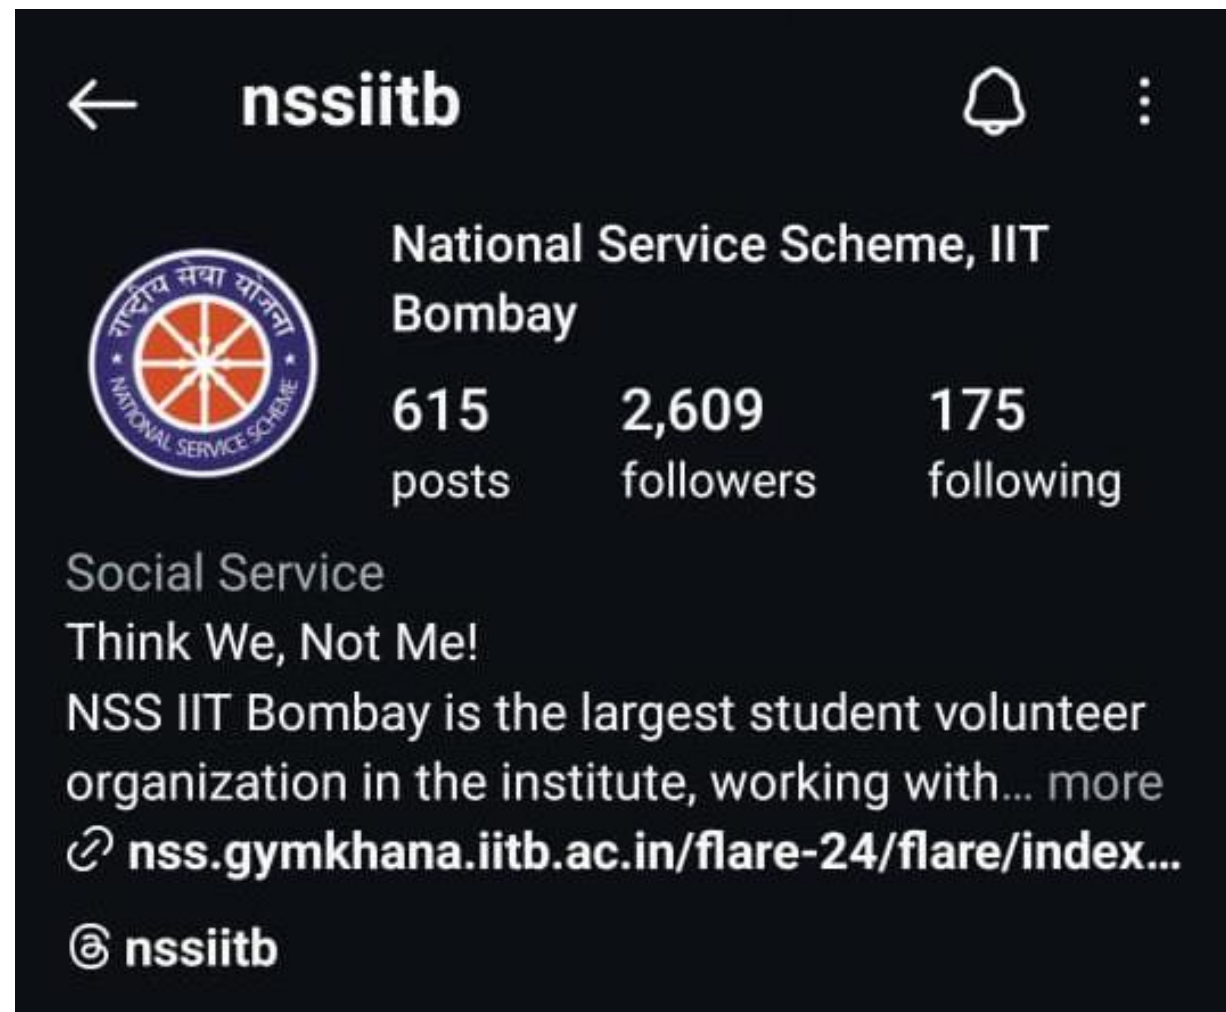 nssiitb
राष्ट्रीय सेवा योजना
NATIONAL SERVICE SCHEME
National Service Scheme, IIT
Bombay
615 2,609 175
posts followers following
Social Service
Think We, Not Me!
NSS IIT Bombay is the largest student volunteer
organization in the institute, working with... more
nss.gymkhana.iitb.ac.in/flare-24/flare/index...
nssiitb